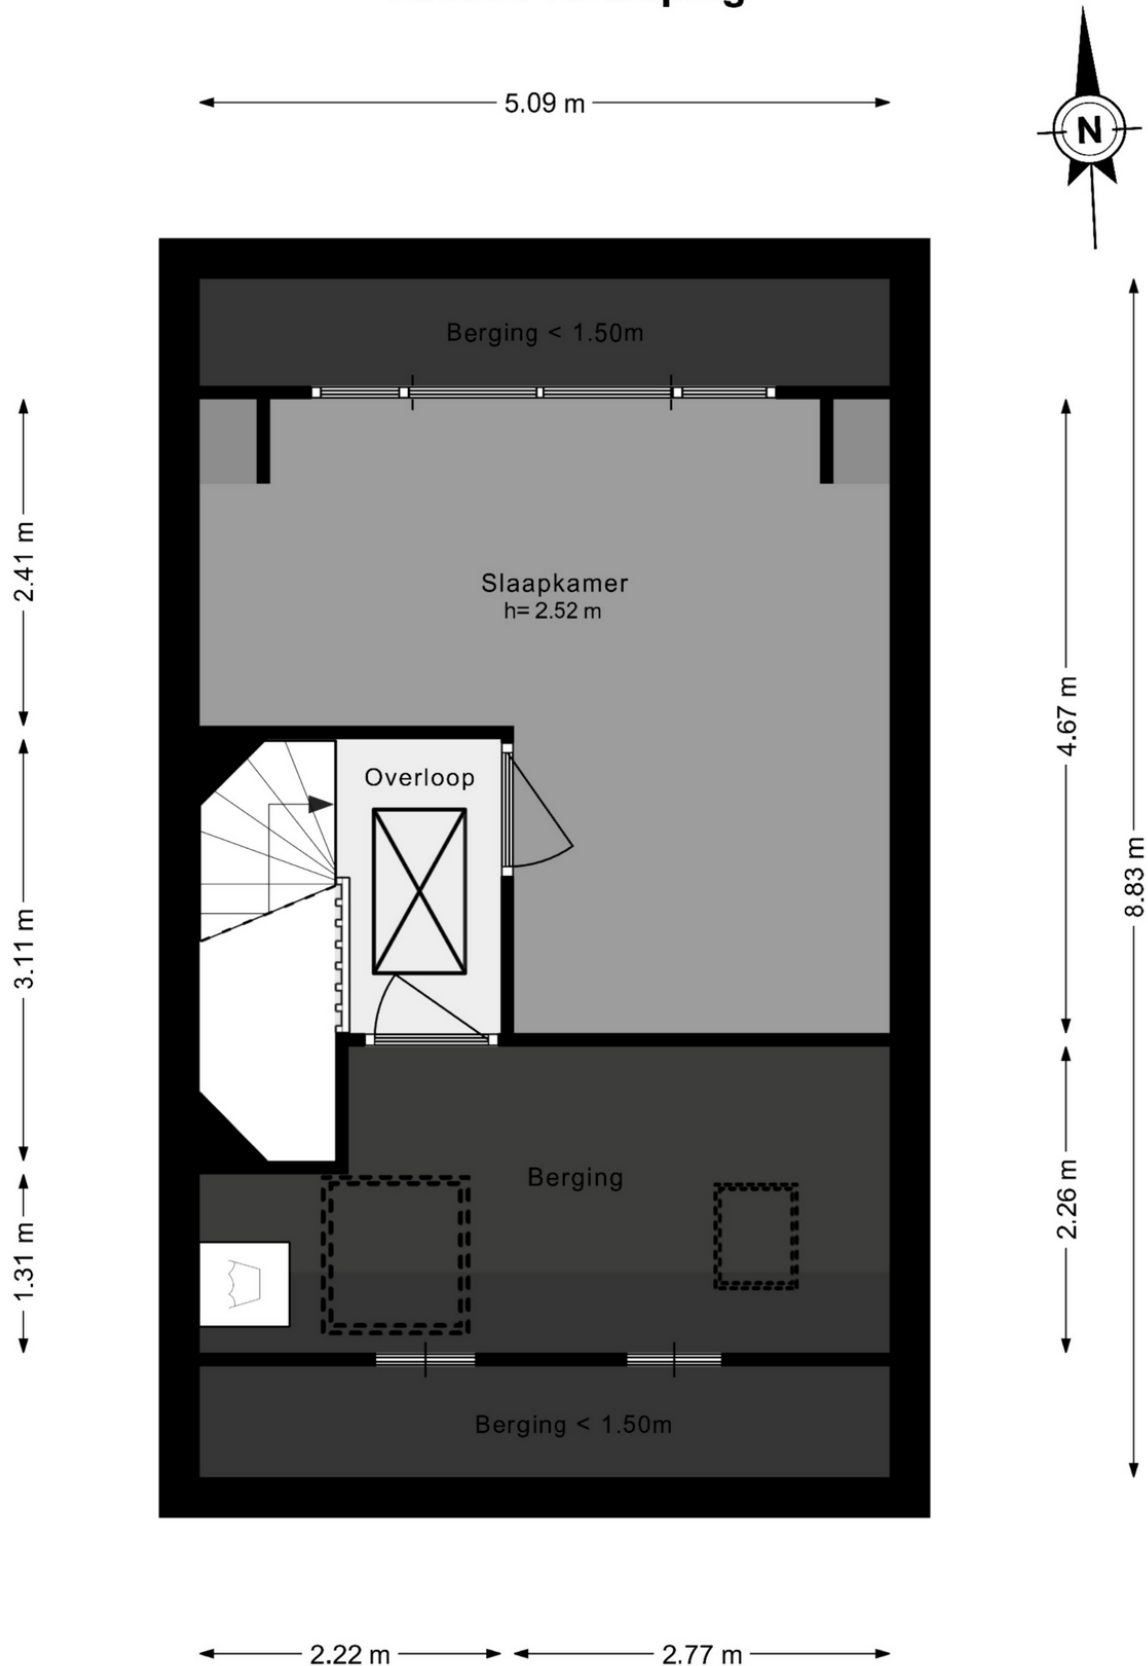 5.09 m
N
Berging < 1.50m
2.41 m
Slaapkamer
h= 2.52 m
4.67 m
Overloop
8.83 m
3.11 m
Berging
2.26 m
1.31 m
Berging < 1.50m
2.22 m
2.77 m